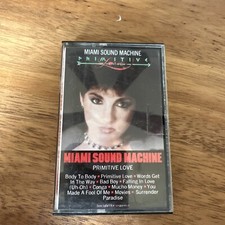 MIAMI SOUND MACHINE
PRIMITIVE
MIAMI SOUND MACHINE
PRIMITIVE LOVE
Body To Body • Primitive Love • Words Get
In The Way • Bad Boy • Falling In Love
(Uh-Oh) • Conga • Mucho Money • You
Made A Fool Of Me • Movies • Surrender
Paradise